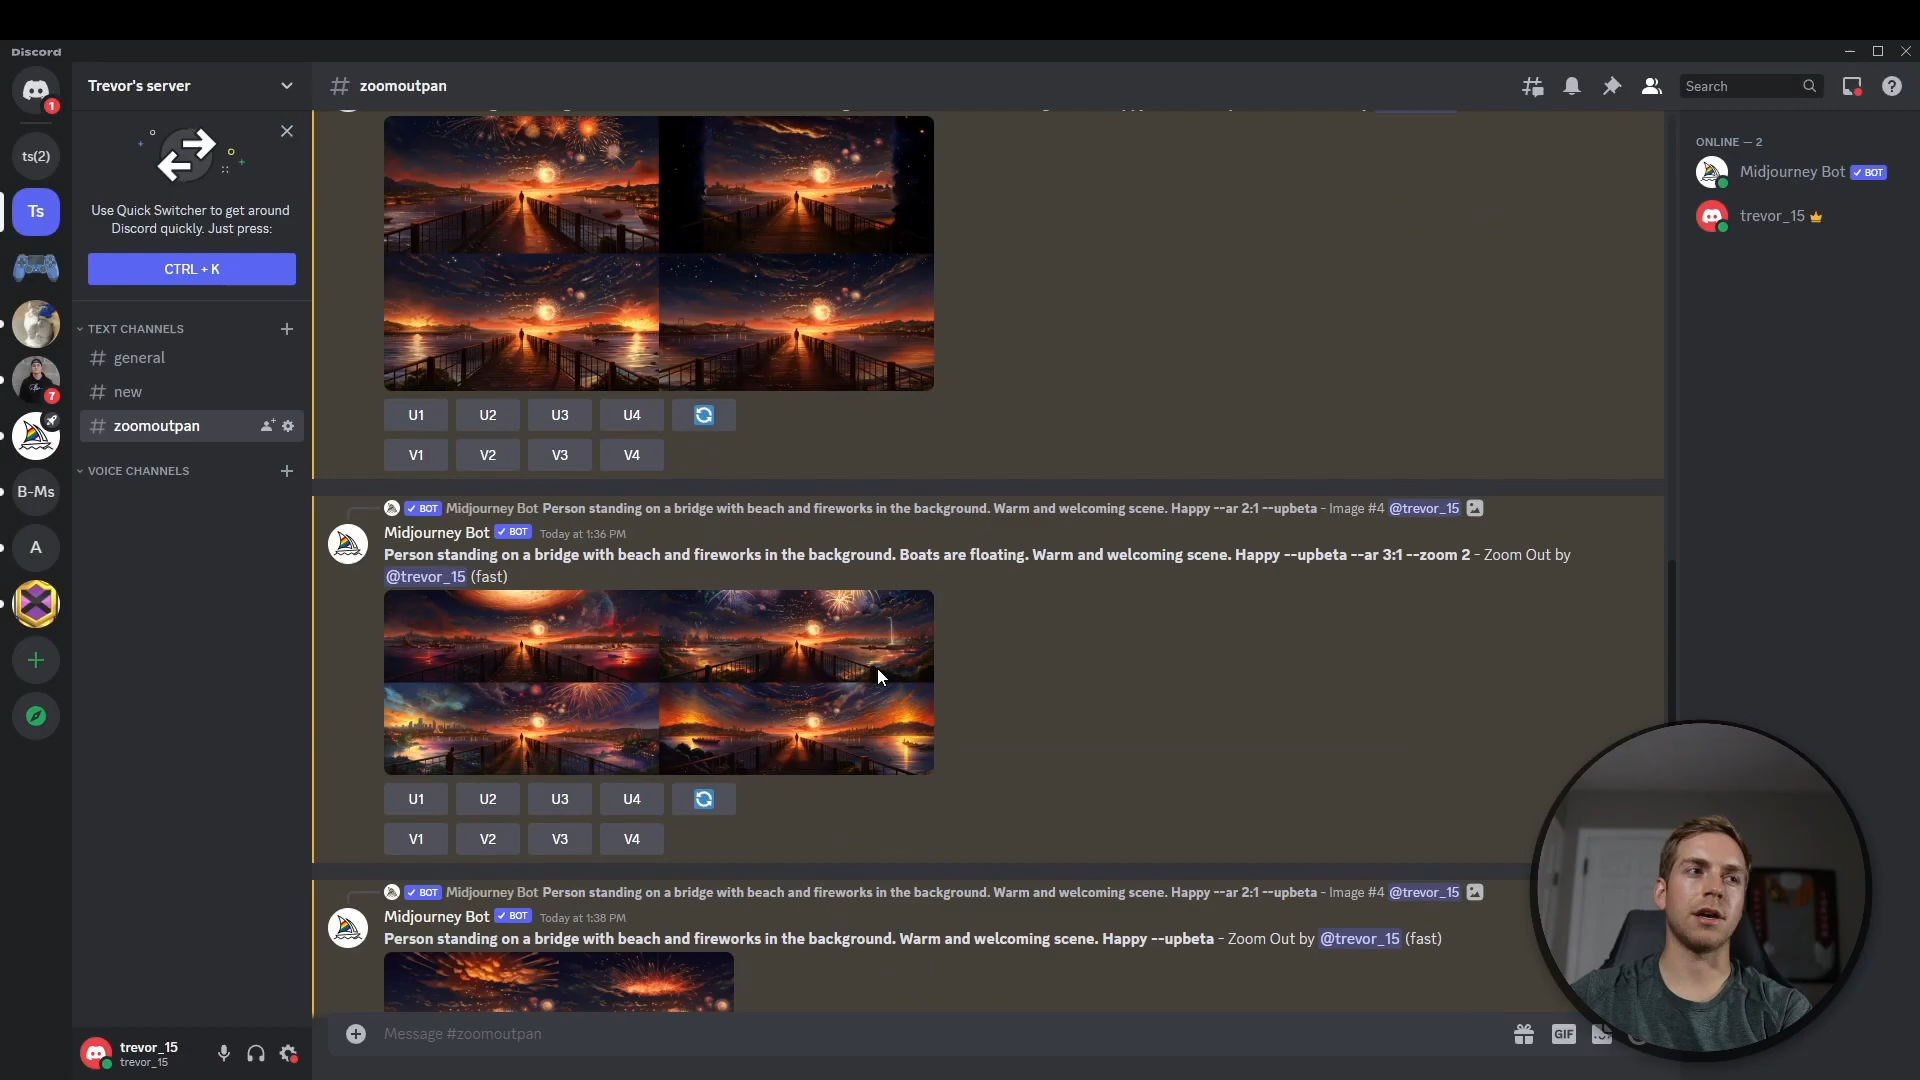 Discord
Trevor's server
zoomoutpan
Search
1
ts(2)
Ts
7
B-Ms
A
Use Quick Switcher to get around
Discord quickly. Just press:
CTRL + K
TEXT CHANNELS
general
new
zoomoutpan
VOICE CHANNELS
U1 U2 U3 U4
V1 V2 V3 V4
BOT Midjourney Bot Person standing on a bridge with beach and fireworks in the background. Warm and welcoming scene. Happy --ar 2:1 --upbeta - Image #4 @trevor_15
Midjourney Bot BOT Today at 1:36 PM
Person standing on a bridge with beach and fireworks in the background. Boats are floating. Warm and welcoming scene. Happy --upbeta --ar 3:1 --zoom 2 - Zoom Out by
@trevor_15 (fast)
U1 U2 U3 U4
V1 V2 V3 V4
BOT Midjourney Bot Person standing on a bridge with beach and fireworks in the background. Warm and welcoming scene. Happy --ar 2:1 --upbeta - Image #4 @trevor_15
Midjourney Bot BOT Today at 1:38 PM
Person standing on a bridge with beach and fireworks in the background. Warm and welcoming scene. Happy --upbeta - Zoom Out by @trevor_15 (fast)
Message #zoomoutpan
GIF
ONLINE — 2
Midjourney Bot BOT
trevor_15
trevor_15
trevor_15